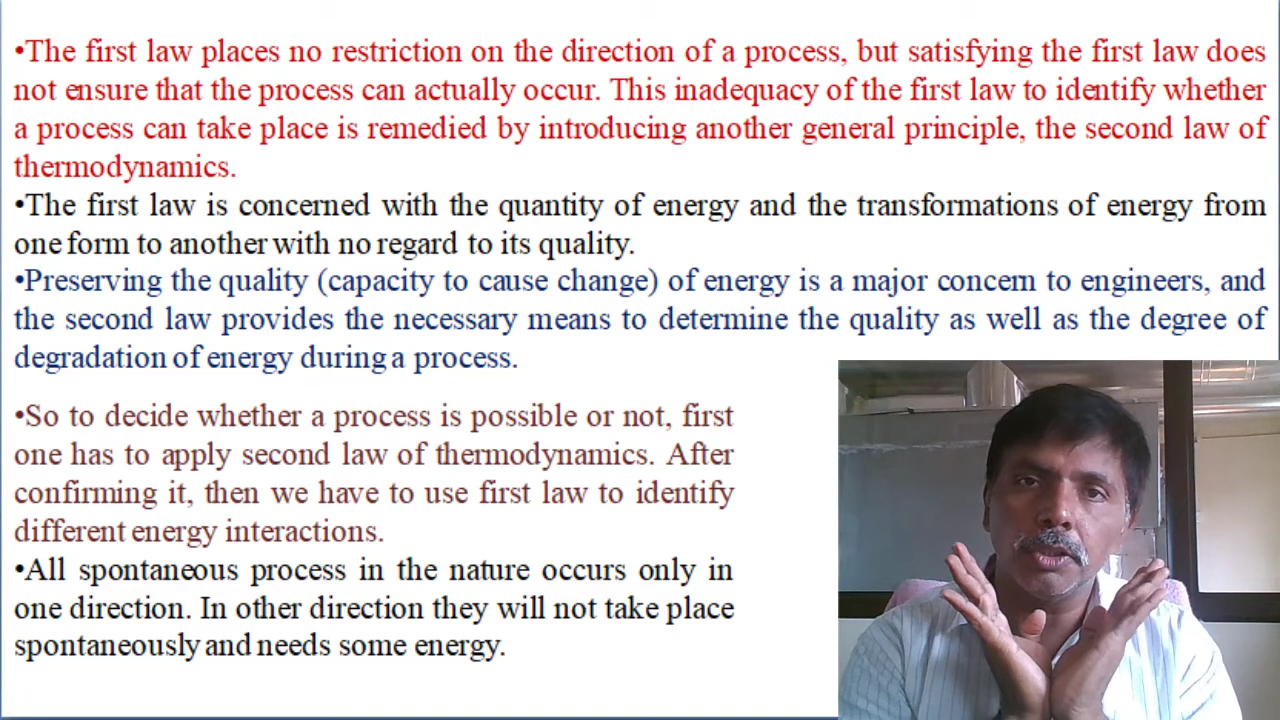 •The first law places no restriction on the direction of a process, but satisfying the first law does
not ensure that the process can actually occur. This inadequacy of the first law to identify whether
a process can take place is remedied by introducing another general principle, the second law of
thermodynamics.
•The first law is concerned with the quantity of energy and the transformations of energy from
one form to another with no regard to its quality.
•Preserving the quality (capacity to cause change) of energy is a major concern to engineers, and
the second law provides the necessary means to determine the quality as well as the degree of
degradation of energy during a process.
•So to decide whether a process is possible or not, first
one has to apply second law of thermodynamics. After
confirming it, then we have to use first law to identify
different energy interactions.
•All spontaneous process in the nature occurs only in
one direction. In other direction they will not take place
spontaneously and needs some energy.